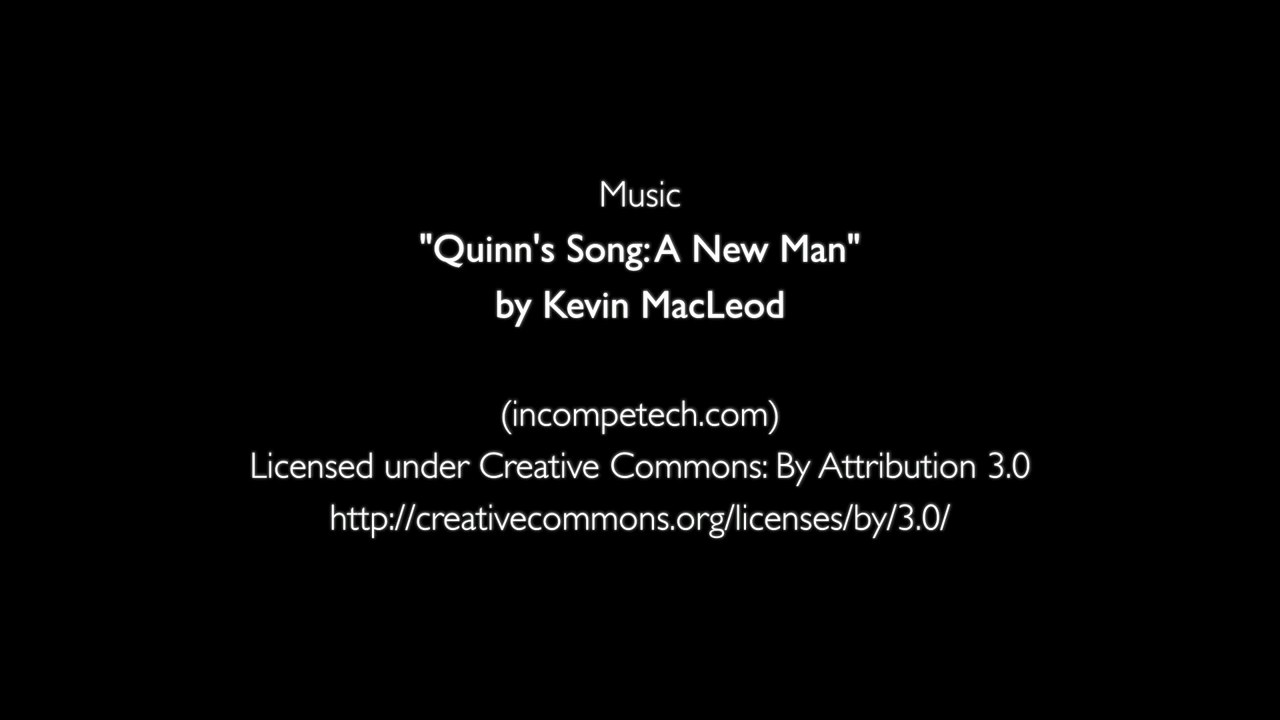 Music
"Quinn's Song: A New Man"
by Kevin MacLeod
(incompetech.com)
Licensed under Creative Commons: By Attribution 3.0
http://creativecommons.org/licenses/by/3.0/